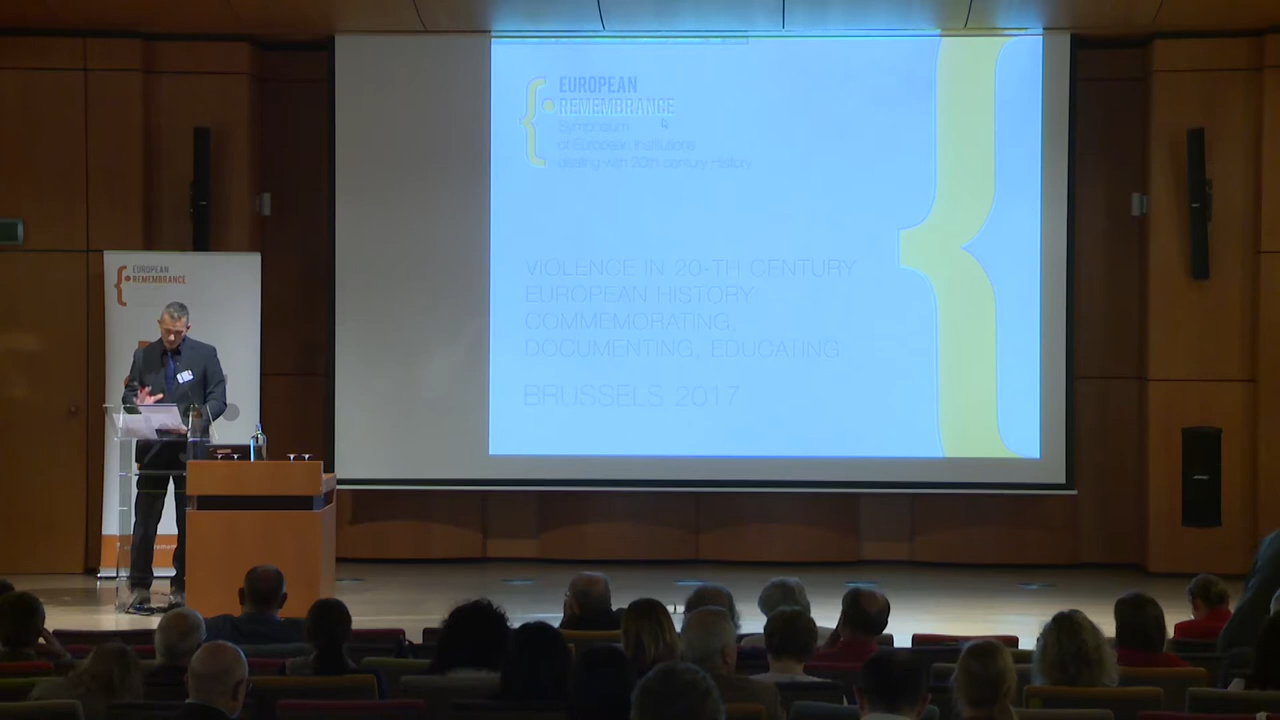 EUROPEAN
REMEMBRANCE
Symposium
of European Institutions
dealing with 20th-century History
VIOLENCE IN 20-TH CENTURY
EUROPEAN HISTORY:
COMMEMORATING,
DOCUMENTING, EDUCATING
BRUSSELS 2017
EUROPEAN
REMEMBRANCE